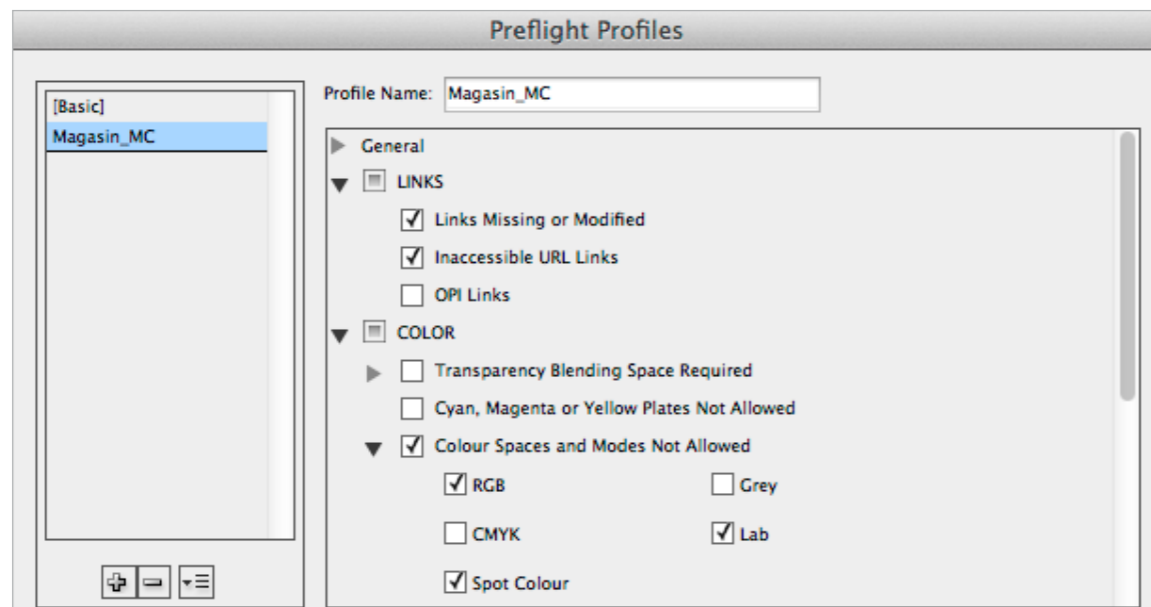 Preflight Profiles
[Basic]
Magasin_MC
Profile Name: Magasin_MC
General
LINKS
Links Missing or Modified
Inaccessible URL Links
OPI Links
COLOR
Transparency Blending Space Required
Cyan, Magenta or Yellow Plates Not Allowed
Colour Spaces and Modes Not Allowed
RGB Grey
CMYK Lab
Spot Colour